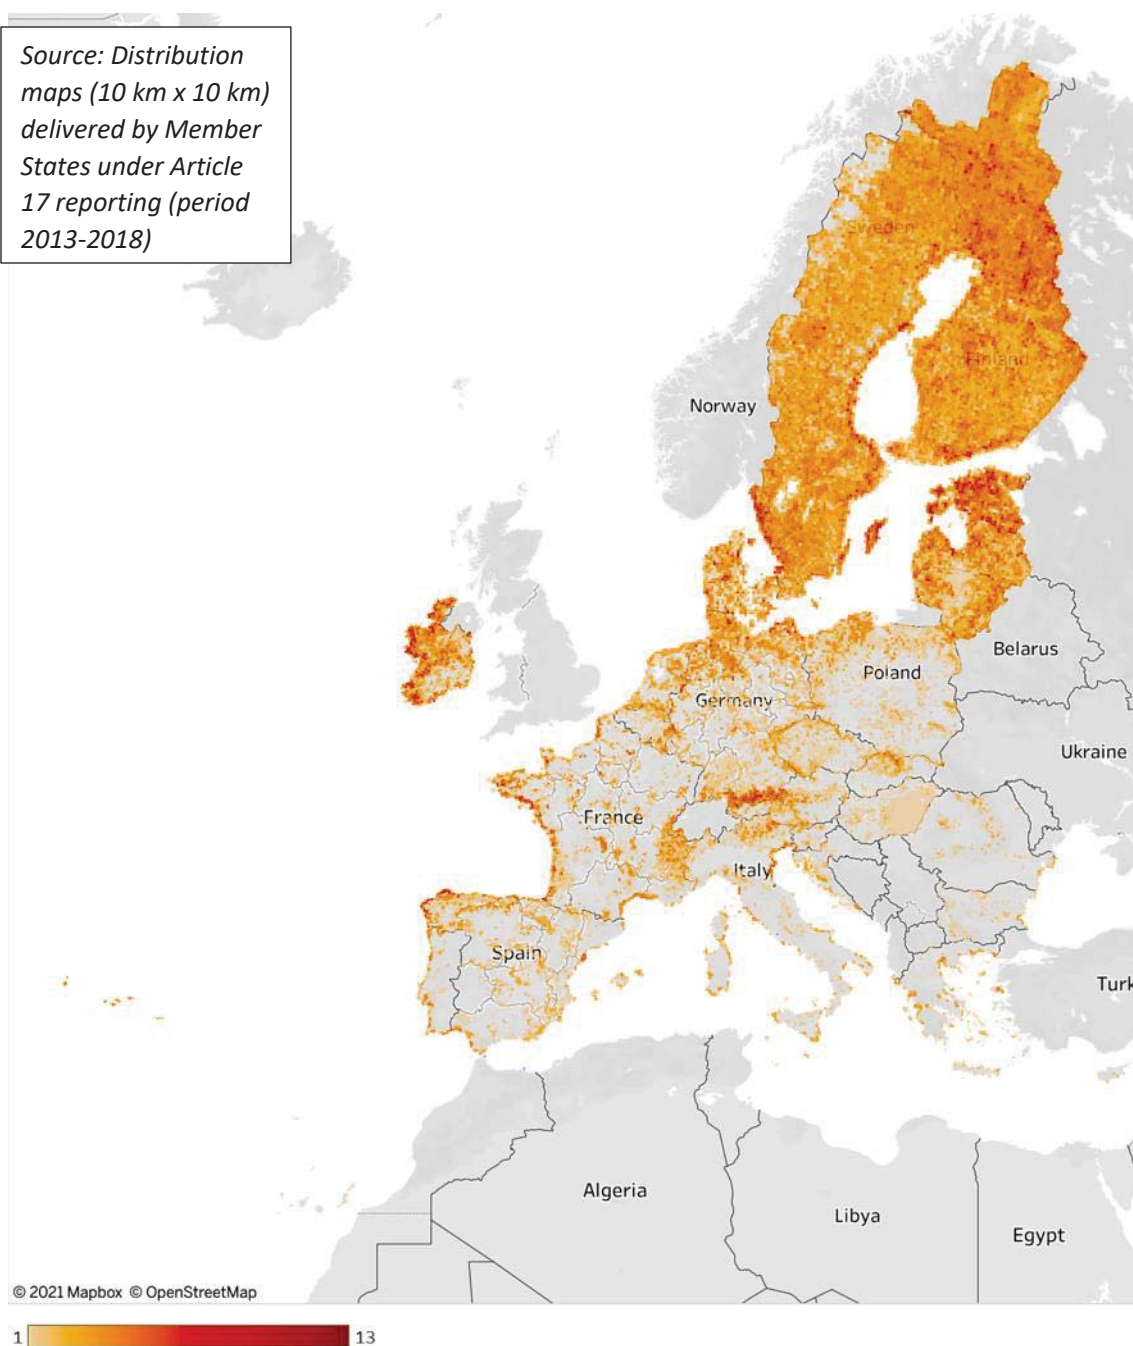 Source: Distribution
maps (10 km x 10 km)
delivered by Member
States under Article
17 reporting (period
2013-2018)
Sweden
Finland
Norway
Belarus
Poland
Germany
Ukraine
France
Italy
Spain
Turk
Algeria
Libya
Egypt
© 2021 Mapbox © OpenStreetMap
1 13